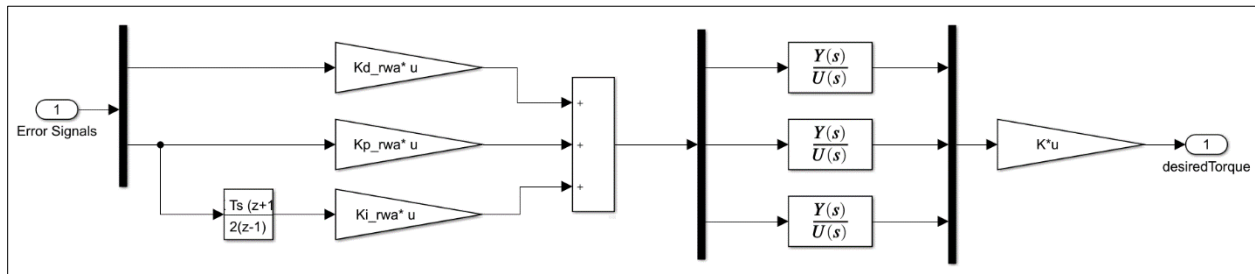 1
Error Signals
Kd_rwa* u
Kp_rwa* u
Ts (z+1
2(z-1)
Ki_rwa* u
+
+
+
Y(s)
U(s)
Y(s)
U(s)
Y(s)
U(s)
K*u
1
desiredTorque